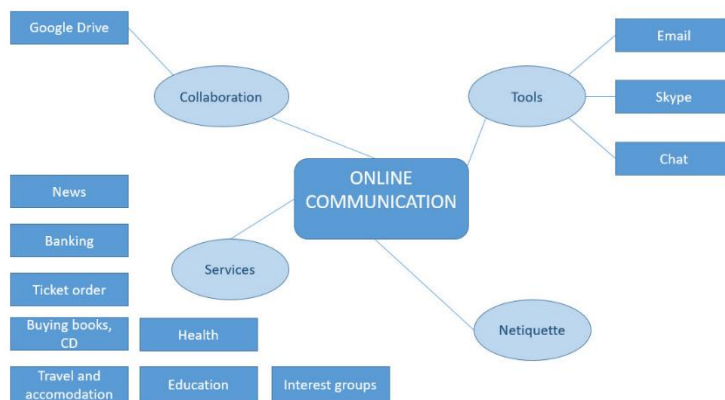 Google Drive
Email
Collaboration
Tools
Skype
Chat
ONLINE
COMMUNICATION
News
Banking
Services
Ticket order
Buying books,
CD
Health
Netiquette
Travel and
accomodation
Education
Interest groups